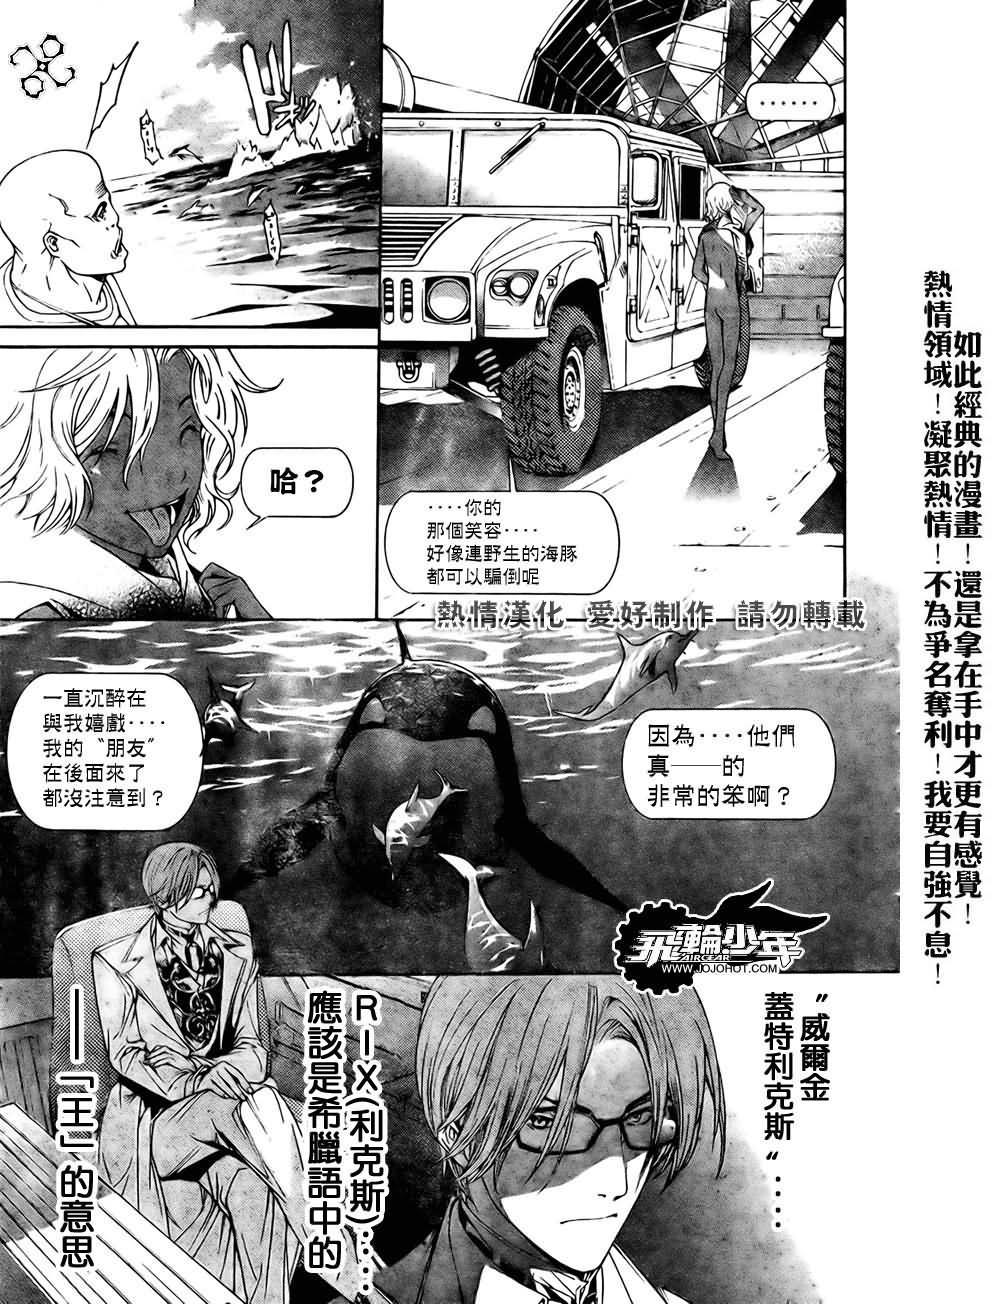 ‥‥‥
‥‥你的
那個笑容‥‥
好像連野生的海豚
都可以騙倒呢
哈？
因為‥‥他們
真——的
非常的笨啊？
一直沉醉在
與我嬉戲‥‥
我的〝朋友〞
在後面來了
都沒注意到？
〝威爾金
蓋特利克斯〞‥‥
RIX(利克斯)‥‥
應該是希臘語中的
——「王」的意思
熱情漢化 愛好制作 請勿轉載
飛輪少年
AIRGEAR
WWW.JOJOHOT.COM
如此經典的漫畫！還是拿在手中才更有感覺！
熱情領域！凝聚熱情！不為爭名奪利！我要自強不息！